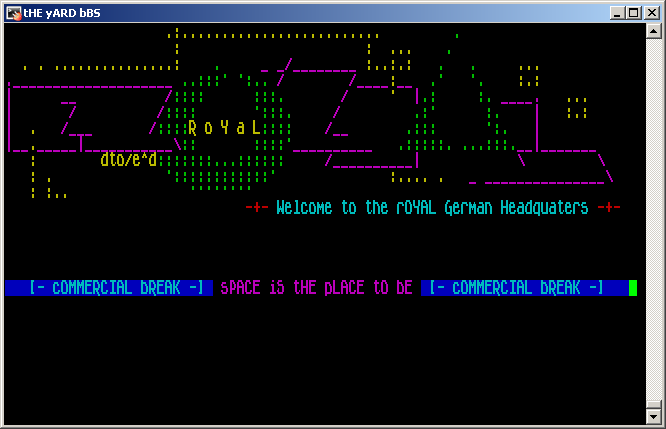 tHE yARD bBS
R o Y a L
dto/e^d
-+- Welcome to the rOYAL German Headquaters -+-
[- cOMMERCIAL bREAK -] sPACE iS tHE pLACE tO bE [- cOMMERCIAL bREAK -]